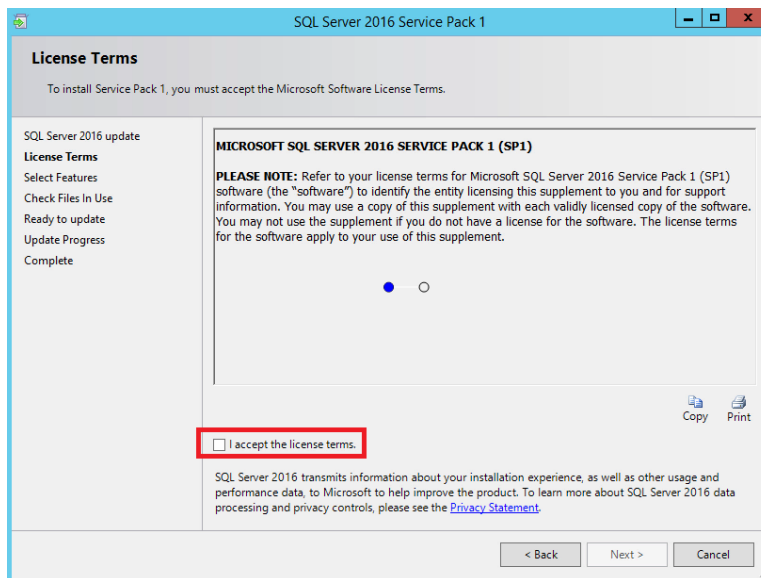 SQL Server 2016 Service Pack 1
License Terms
To install Service Pack 1, you must accept the Microsoft Software License Terms.
SQL Server 2016 update
License Terms
Select Features
Check Files In Use
Ready to update
Update Progress
Complete
MICROSOFT SQL SERVER 2016 SERVICE PACK 1 (SP1)
PLEASE NOTE: Refer to your license terms for Microsoft SQL Server 2016 Service Pack 1 (SP1)
software (the "software") to identify the entity licensing this supplement to you and for support
information. You may use a copy of this supplement with each validly licensed copy of the software.
You may not use the supplement if you do not have a license for the software. The license terms
for the software apply to your use of this supplement.
Copy Print
I accept the license terms.
SQL Server 2016 transmits information about your installation experience, as well as other usage and
performance data, to Microsoft to help improve the product. To learn more about SQL Server 2016 data
processing and privacy controls, please see the Privacy Statement.
< Back Next > Cancel